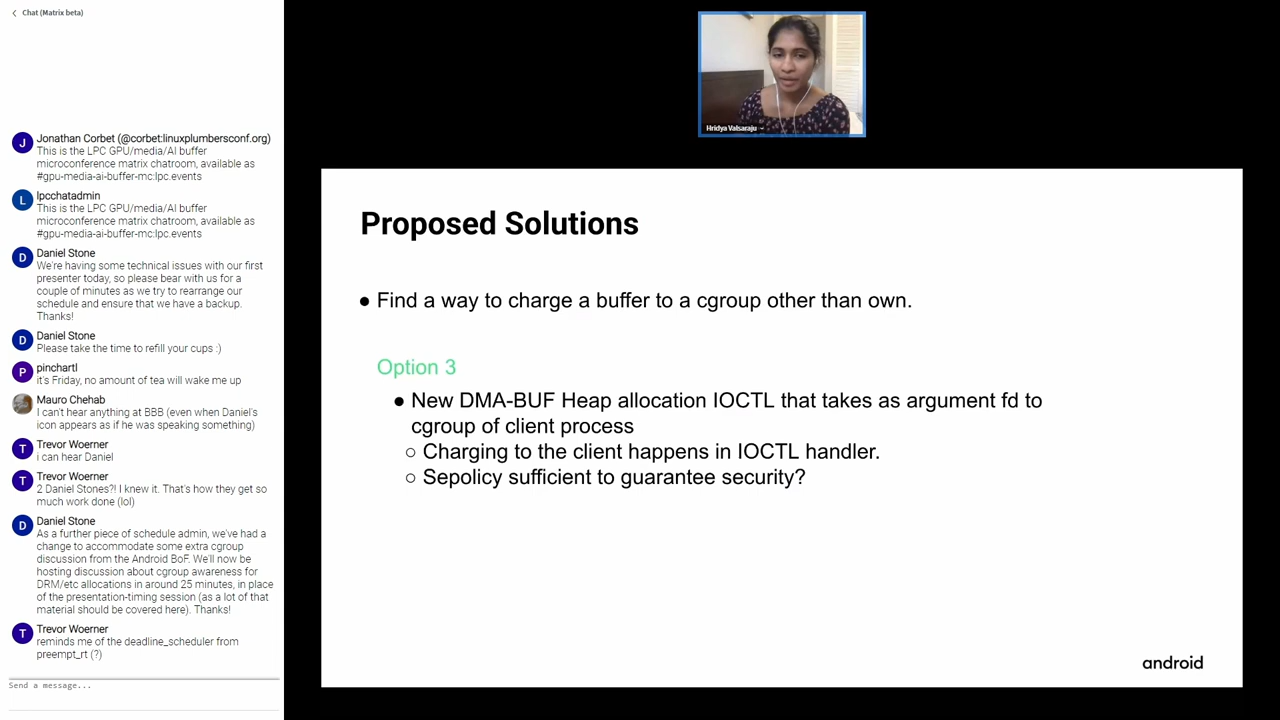 Chat (Matrix beta)
J
Jonathan Corbet (@corbet:linuxplumbersconf.org)
This is the LPC GPU/media/AI buffer
microconference matrix chatroom, available as
#gpu-media-ai-buffer-mc:lpc.events
L
lpcchatadmin
This is the LPC GPU/media/AI buffer
microconference matrix chatroom, available as
#gpu-media-ai-buffer-mc:lpc.events
D
Daniel Stone
We're having some technical issues with our first
presenter today, so please bear with us for a
couple of minutes as we try to rearrange our
schedule and ensure that we have a backup.
Thanks!
D
Daniel Stone
Please take the time to refill your cups :)
P
pinchartl
it's Friday, no amount of tea will wake me up
Mauro Chehab
I can't hear anything at BBB (even when Daniel's
icon appears as if he was speaking something)
T
Trevor Woerner
i can hear Daniel
T
Trevor Woerner
2 Daniel Stones?! I knew it. That's how they get so
much work done (lol)
D
Daniel Stone
As a further piece of schedule admin, we've had a
change to accommodate some extra cgroup
discussion from the Android BoF. We'll now be
hosting discussion about cgroup awareness for
DRM/etc allocations in around 25 minutes, in place
of the presentation-timing session (as a lot of that
material should be covered here). Thanks!
T
Trevor Woerner
reminds me of the deadline_scheduler from
preempt_rt (?)
Send a message...
Hridya Valsaraju
Proposed Solutions
● Find a way to charge a buffer to a cgroup other than own.
Option 3
● New DMA-BUF Heap allocation IOCTL that takes as argument fd to
cgroup of client process
○ Charging to the client happens in IOCTL handler.
○ Sepolicy sufficient to guarantee security?
android